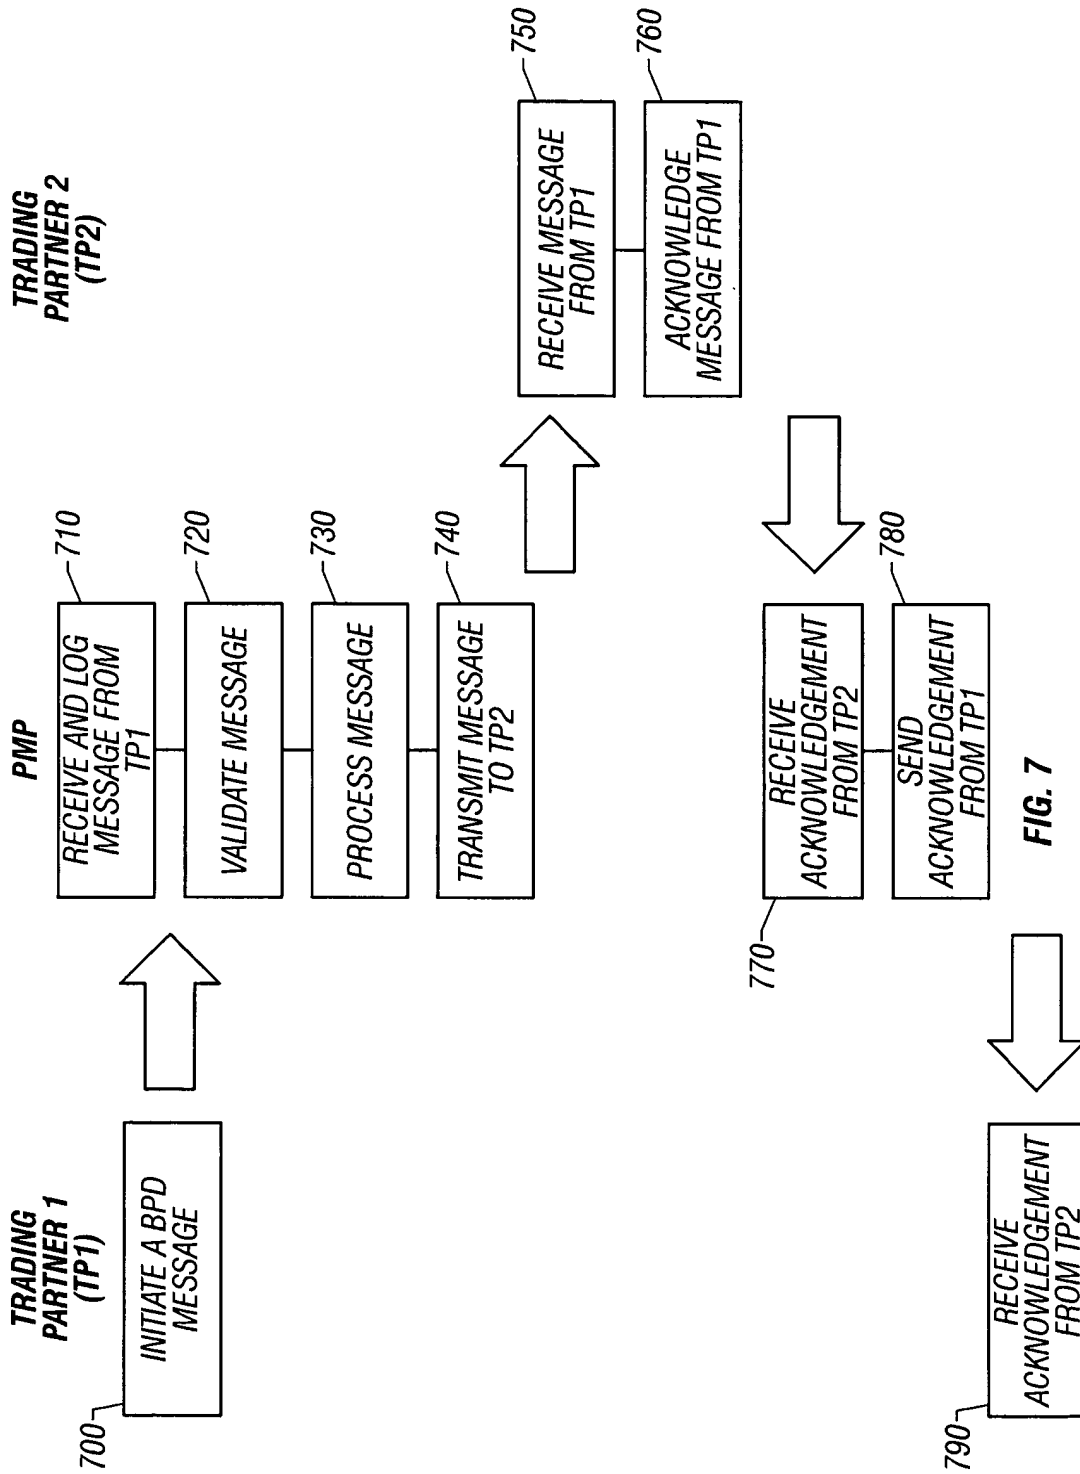 TRADING
PARTNER 1
(TP1)
PMP
TRADING
PARTNER 2
(TP2)
700
INITIATE A BPD
MESSAGE
710
RECEIVE AND LOG
MESSAGE FROM
TP1
720
VALIDATE MESSAGE
730
PROCESS MESSAGE
740
TRANSMIT MESSAGE
TO TP2
750
RECEIVE MESSAGE
FROM TP1
760
ACKNOWLEDGE
MESSAGE FROM TP1
770
RECEIVE
ACKNOWLEDGEMENT
FROM TP2
780
SEND
ACKNOWLEDGEMENT
FROM TP1
790
RECEIVE
ACKNOWLEDGEMENT
FROM TP2
FIG. 7